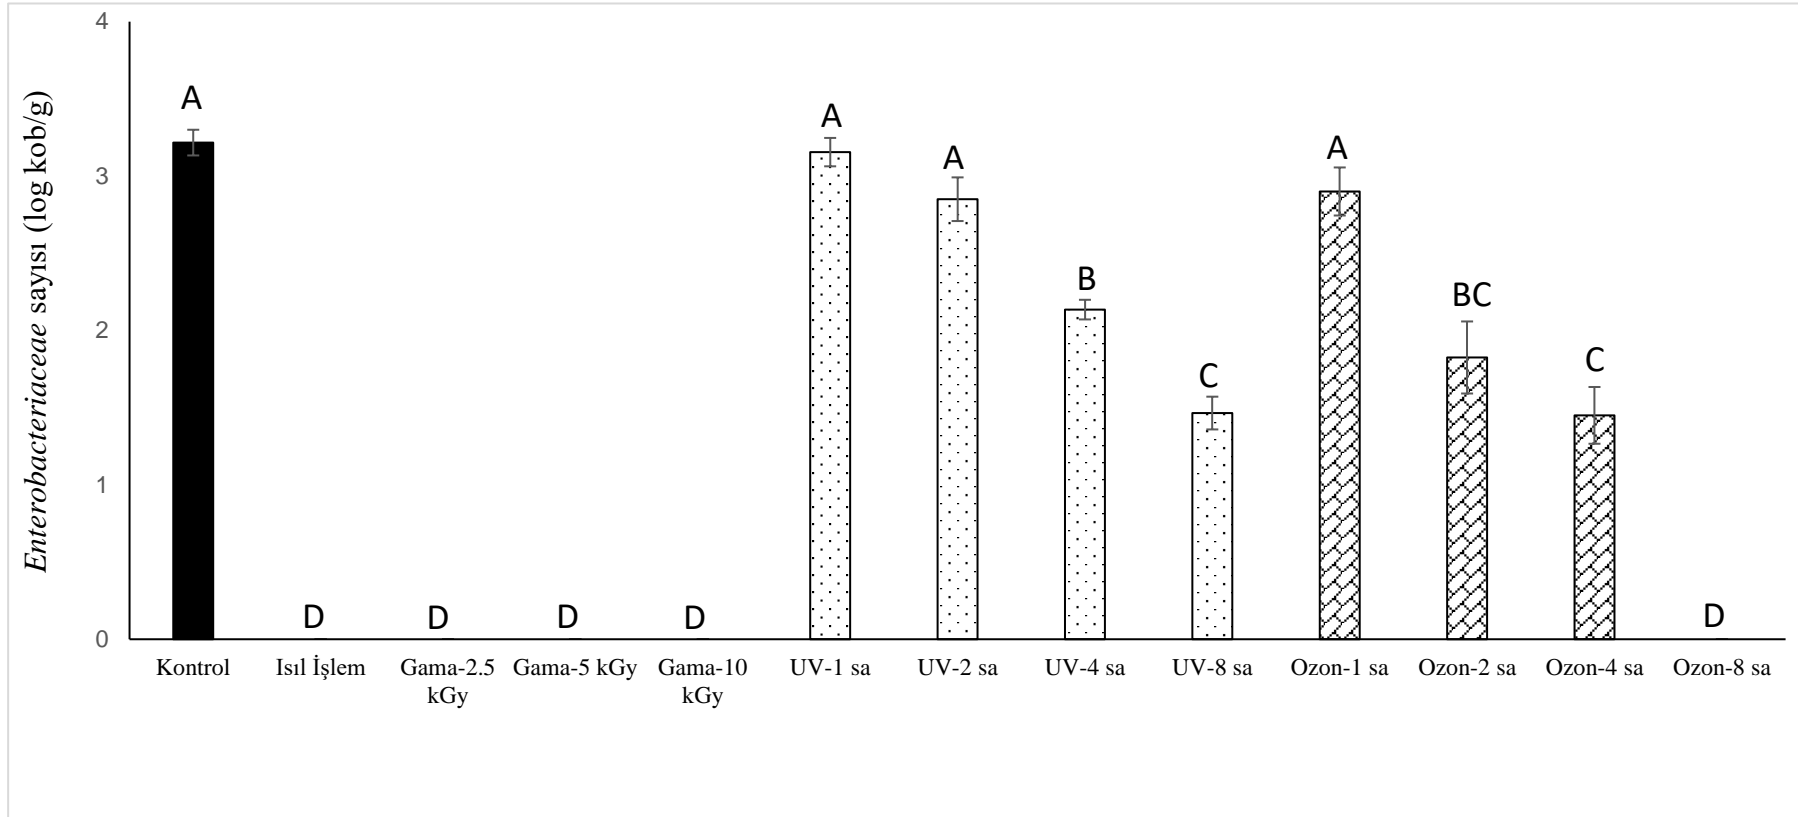 Enterobacteriaceae sayısı (log kob/g)
4
3
2
1
0
A
D
D
D
D
A
A
B
C
A
BC
C
D
Kontrol
Isıl İşlem
Gama-2.5
kGy
Gama-5 kGy
Gama-10
kGy
UV-1 sa
UV-2 sa
UV-4 sa
UV-8 sa
Ozon-1 sa
Ozon-2 sa
Ozon-4 sa
Ozon-8 sa